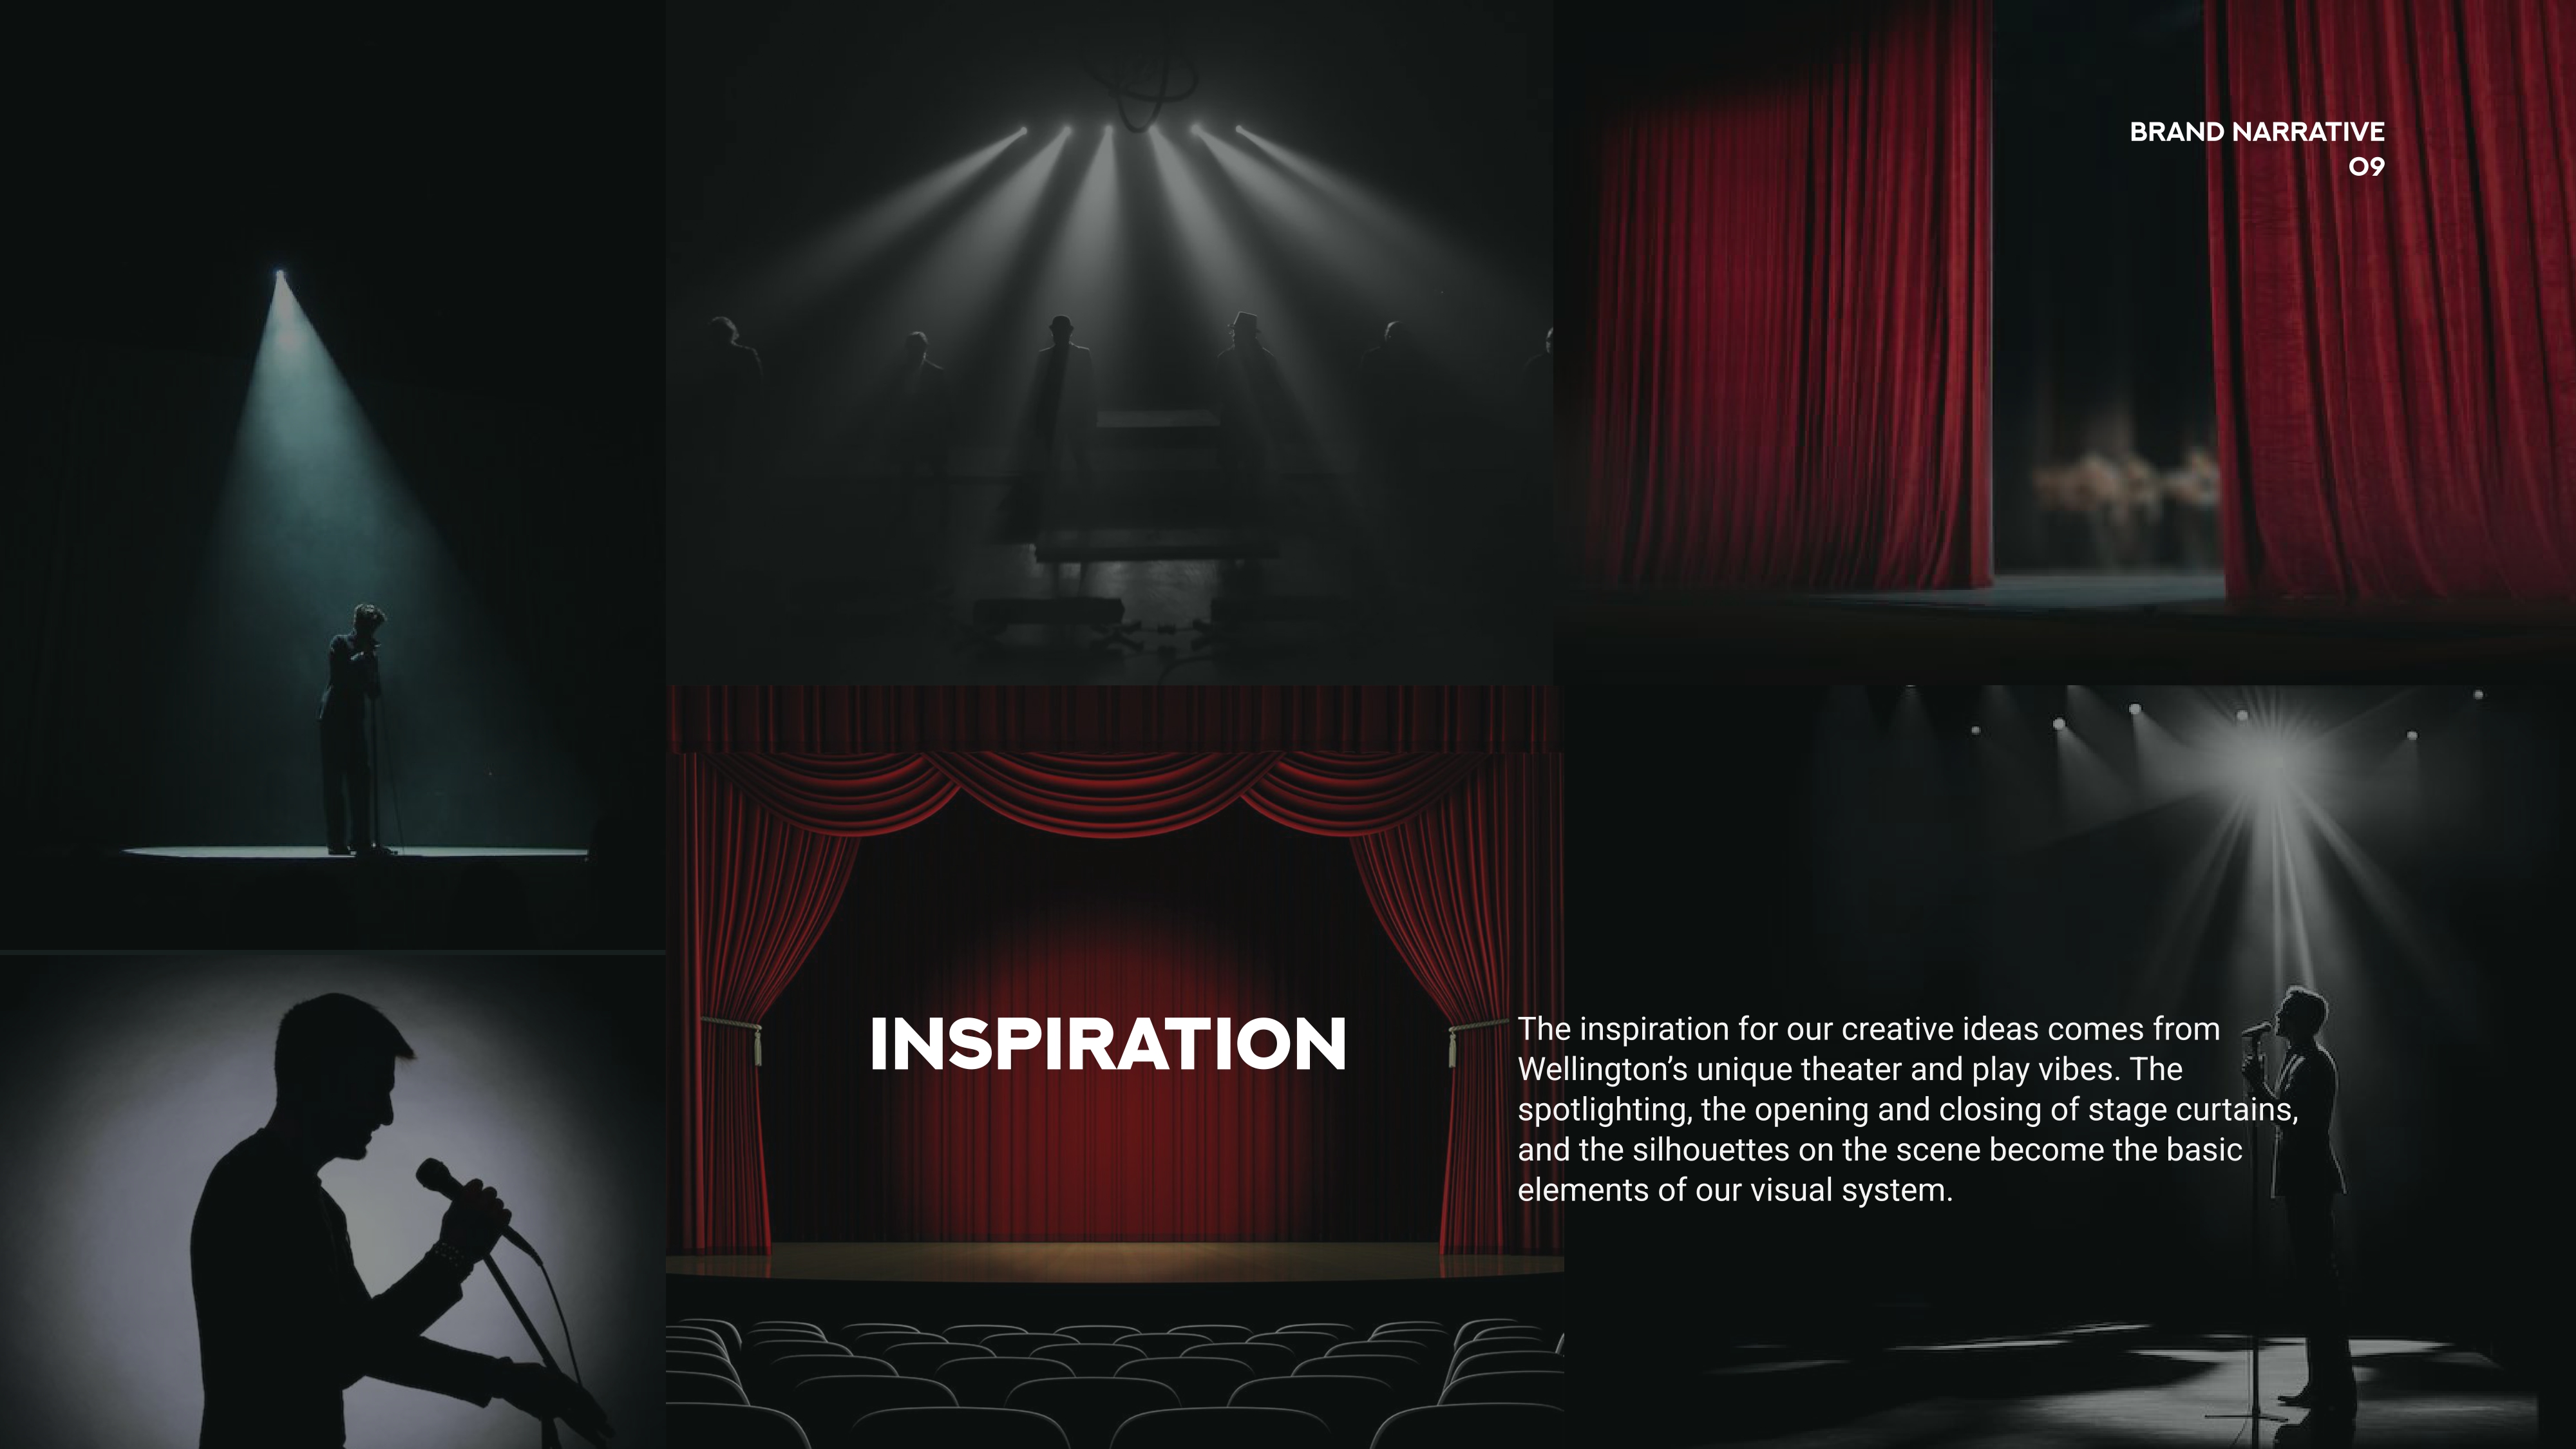 BRAND NARRATIVE
09
INSPIRATION
The inspiration for our creative ideas comes from
Wellington’s unique theater and play vibes. The
spotlighting, the opening and closing of stage curtains,
and the silhouettes on the scene become the basic
elements of our visual system.